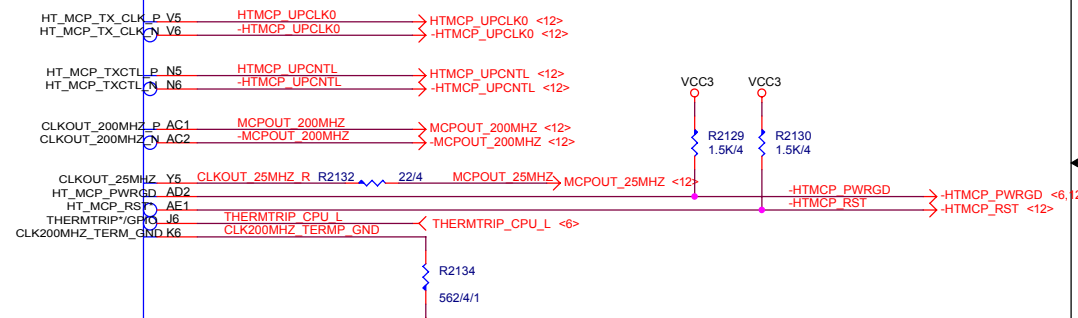 HT_MCP_TX_CLK_P V5 HTMCP_UPCLK0 HTMCP_UPCLK0 <12>
HT_MCP_TX_CLK_N V6 -HTMCP_UPCLK0 -HTMCP_UPCLK0 <12>
HT_MCP_TXCTL_P N5 HTMCP_UPCNTL HTMCP_UPCNTL <12>
HT_MCP_TXCTL_N N6 -HTMCP_UPCNTL -HTMCP_UPCNTL <12>
VCC3 VCC3
CLKOUT_200MHZ_P AC1 MCPOUT_200MHZ MCPOUT_200MHZ <12>
CLKOUT_200MHZ_N AC2 -MCPOUT_200MHZ -MCPOUT_200MHZ <12>
R2129 R2130
1.5K/4 1.5K/4
CLKOUT_25MHZ Y5 CLKOUT_25MHZ_R R2132 22/4 MCPOUT_25MHZ MCPOUT_25MHZ <12>
HT_MCP_PWRGD AD2 -HTMCP_PWRGD -HTMCP_PWRGD <6,12
HT_MCP_RST* AE1 -HTMCP_RST -HTMCP_RST <12>
THERMTRIP*/GPIO J6 THERMTRIP_CPU_L THERMTRIP_CPU_L <6>
CLK200MHZ_TERM_GND K6 CLK200MHZ_TERMP_GND
R2134
562/4/1